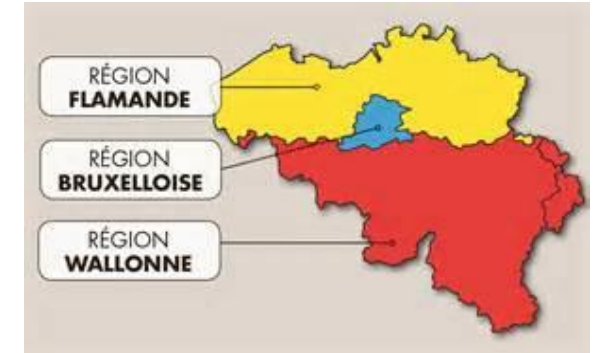 RÉGION
FLAMANDE
RÉGION
BRUXELLOISE
RÉGION
WALLONNE